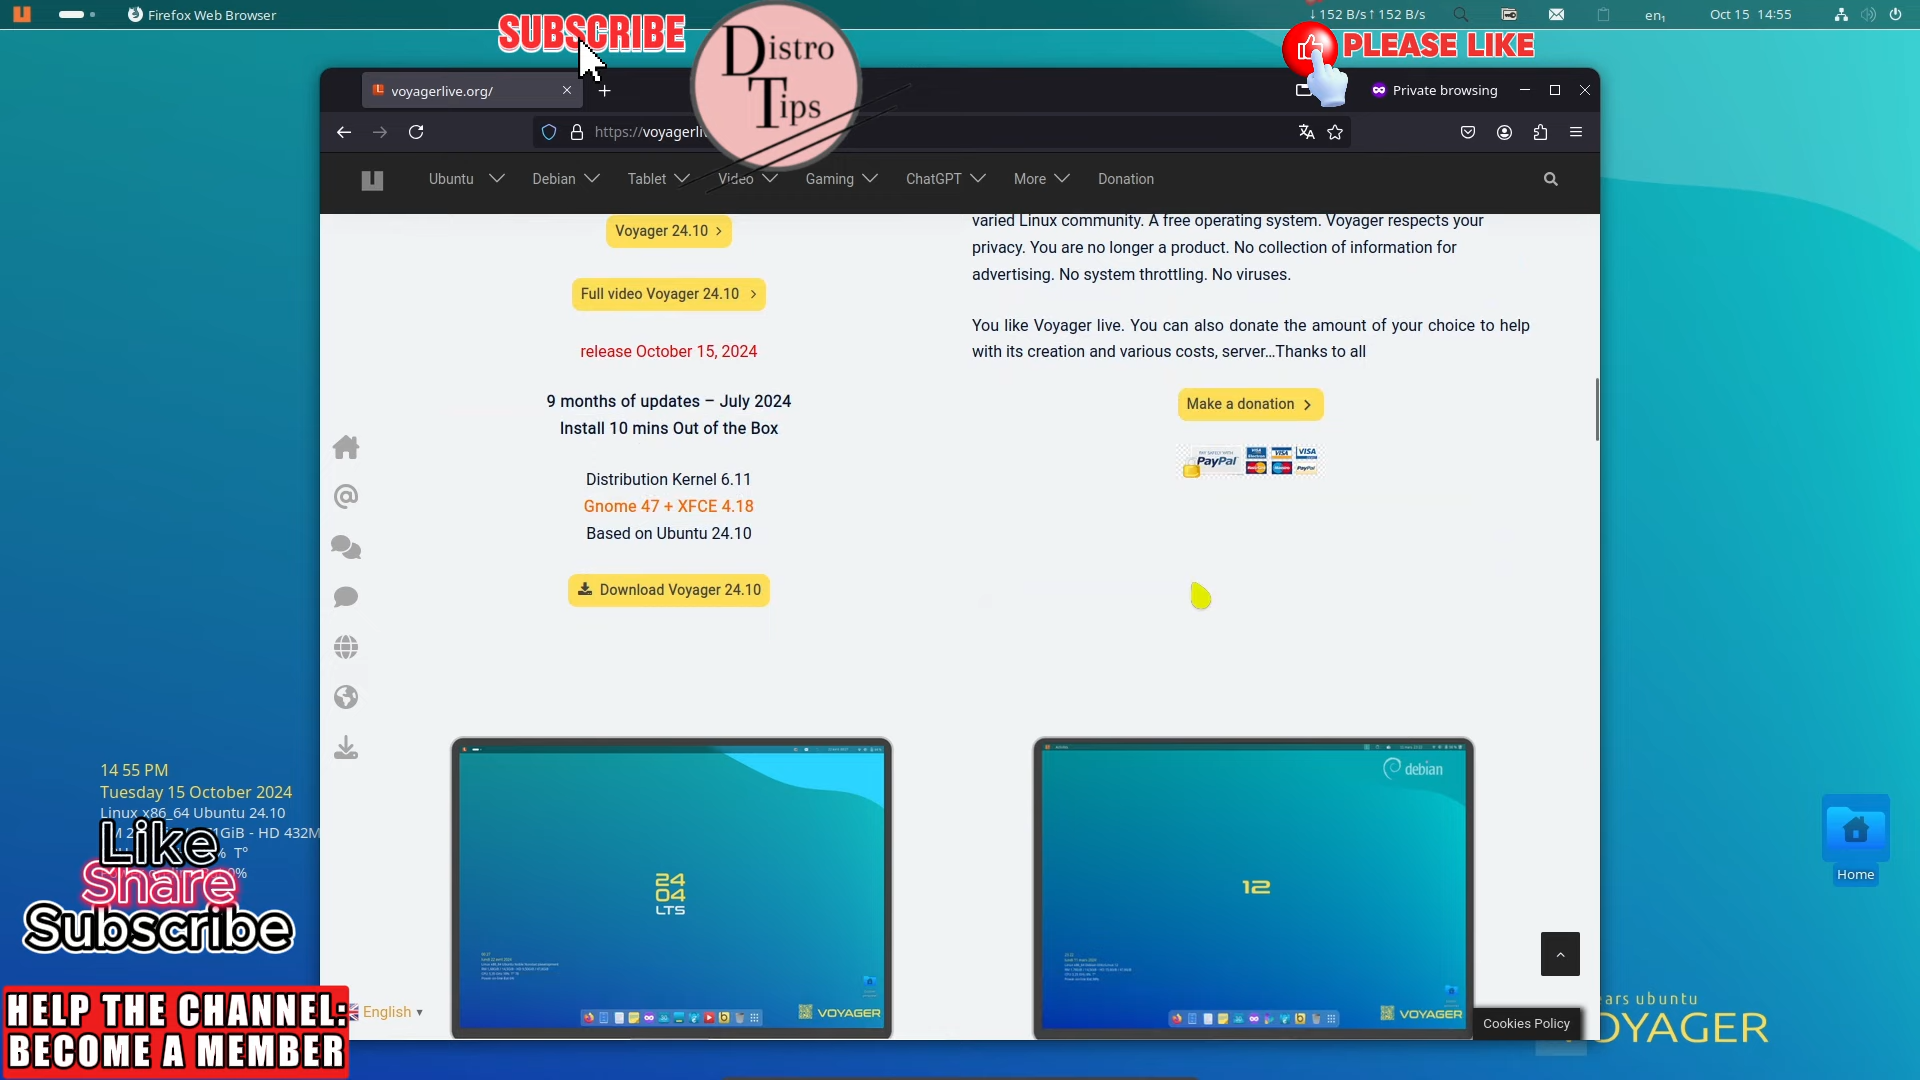 Firefox Web Browser
↓152 B/s↑152 B/s
en₁
Oct 15 14:55
SUBSCRIBE
Distro
Tips
PLEASE LIKE
voyagerlive.org/
Private browsing
https://voyagerli
Ubuntu
Debian
Tablet
Video
Gaming
ChatGPT
More
Donation
Voyager 24.10
Full video Voyager 24.10
release October 15, 2024
9 months of updates – July 2024
Install 10 mins Out of the Box
Distribution Kernel 6.11
Gnome 47 + XFCE 4.18
Based on Ubuntu 24.10
Download Voyager 24.10
varied Linux community. A free operating system. Voyager respects your
privacy. You are no longer a product. No collection of information for
advertising. No system throttling. No viruses.
You like Voyager live. You can also donate the amount of your choice to help
with its creation and various costs, server…Thanks to all
Make a donation
PayPal
VISA
VISA
PayPal
24
04
LTS
VOYAGER
debian
12
VOYAGER
14 55 PM
Tuesday 15 October 2024
Linux x86_64 Ubuntu 24.10
GiB - HD 432M
% T°
Like
Share
Subscribe
HELP THE CHANNEL:
BECOME A MEMBER
English
Home
Cookies Policy
ears ubuntu
OYAGER